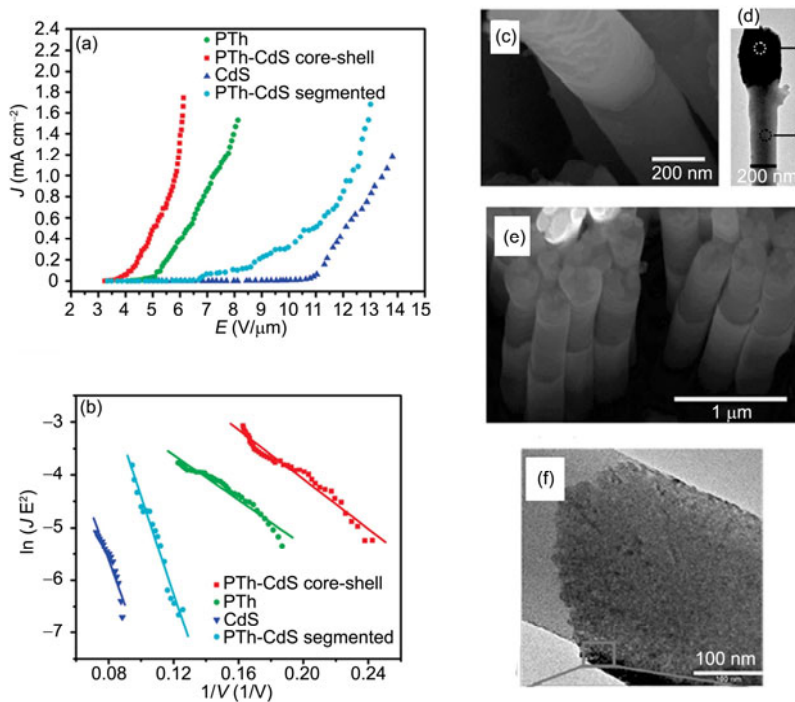 (a)
PTh
PTh-CdS core-shell
CdS
PTh-CdS segmented
2.4
2.2
2.0
1.8
1.6
1.4
1.2
1.0
0.8
0.6
0.4
0.2
0
J (mA cm⁻²)
2 3 4 5 6 7 8 9 10 11 12 13 14 15
E (V/μm)
(b)
–3
–4
–5
–6
–7
ln (J E²)
PTh-CdS core-shell
PTh
CdS
PTh-CdS segmented
0.08 0.12 0.16 0.20 0.24
1/V (1/V)
(c)
200 nm
(d)
200 nm
(e)
1 μm
(f)
100 nm
100 nm